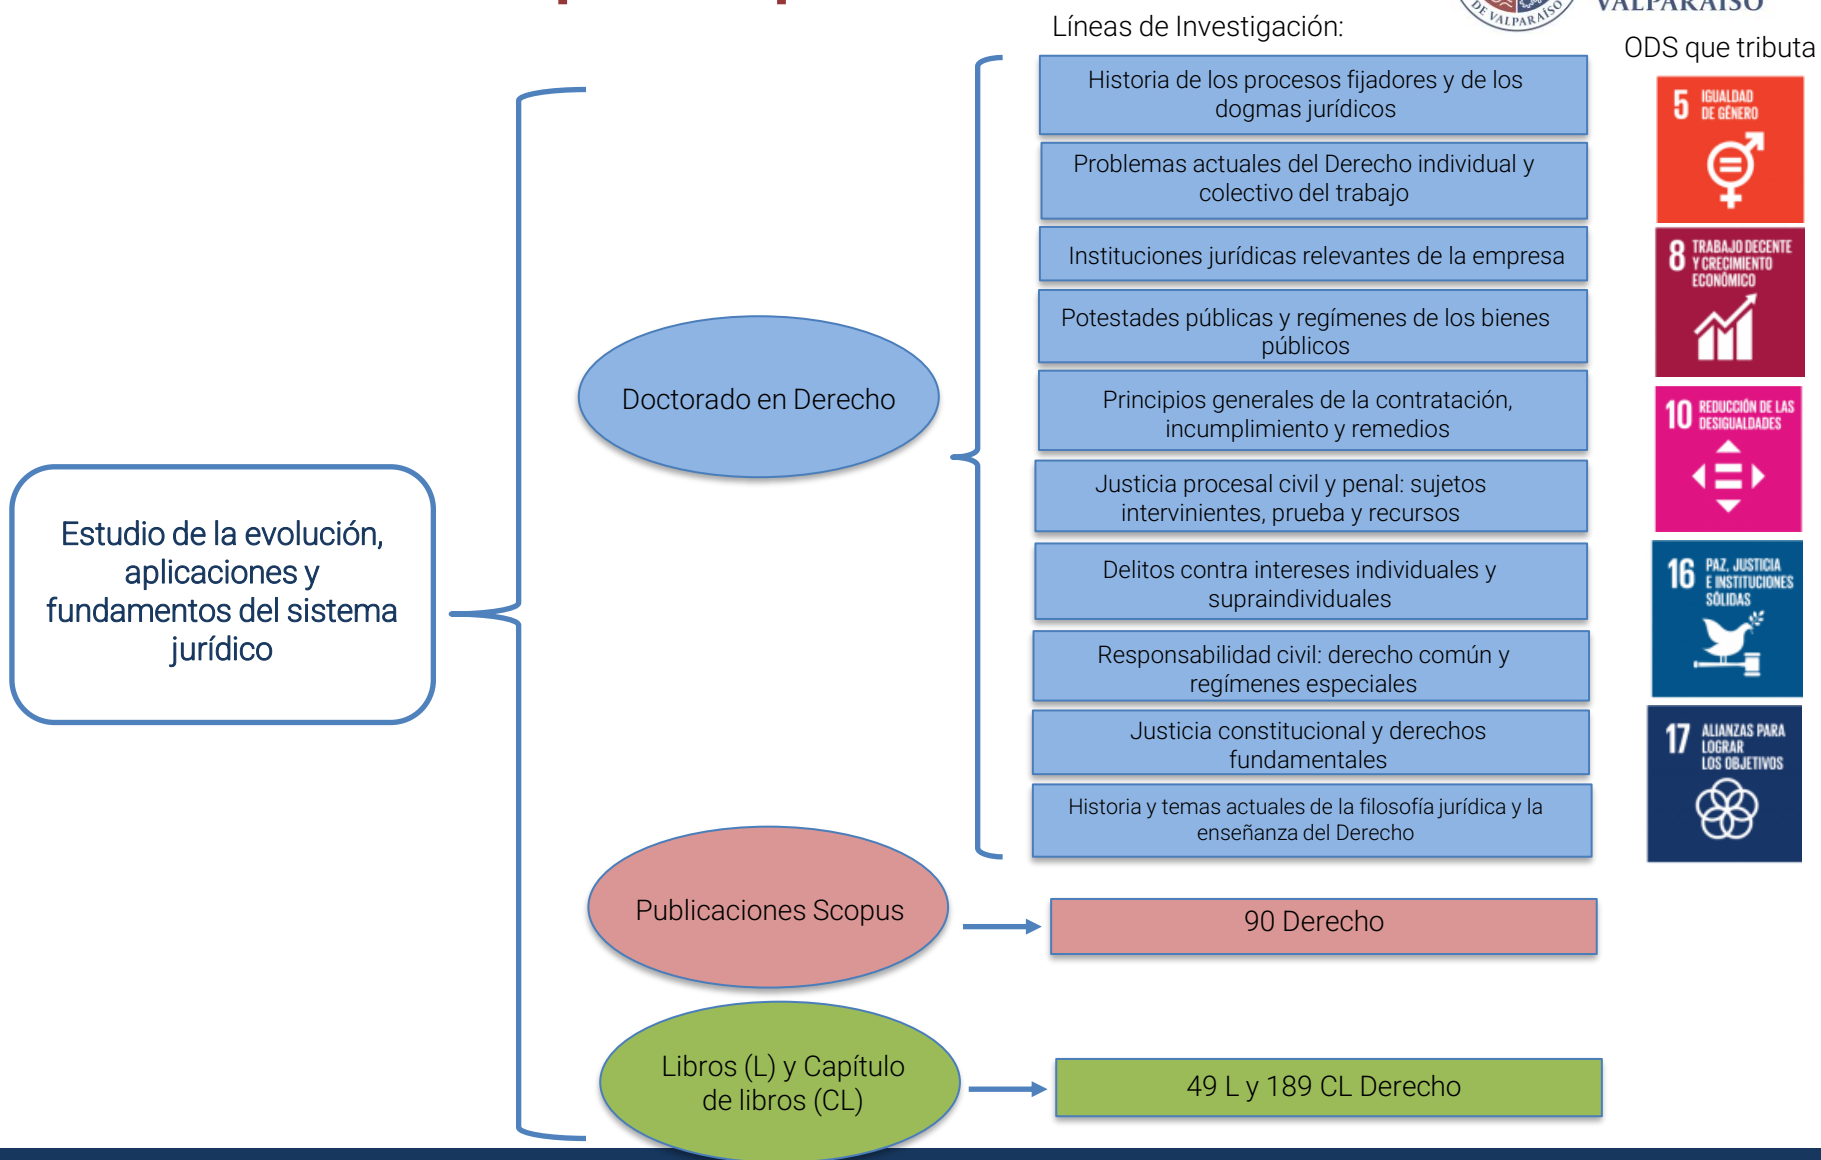 Líneas de Investigación:
DE VALPARAÍSO
VALPARAÍSO
ODS que tributa
Estudio de la evolución,
aplicaciones y
fundamentos del sistema
jurídico
Doctorado en Derecho
Historia de los procesos fijadores y de los
dogmas jurídicos
Problemas actuales del Derecho individual y
colectivo del trabajo
Instituciones jurídicas relevantes de la empresa
Potestades públicas y regímenes de los bienes
públicos
Principios generales de la contratación,
incumplimiento y remedios
Justicia procesal civil y penal: sujetos
intervinientes, prueba y recursos
Delitos contra intereses individuales y
supraindividuales
Responsabilidad civil: derecho común y
regímenes especiales
Justicia constitucional y derechos
fundamentales
Historia y temas actuales de la filosofía jurídica y la
enseñanza del Derecho
5 IGUALDAD
DE GÉNERO
8 TRABAJO DECENTE
Y CRECIMIENTO
ECONÓMICO
10 REDUCCIÓN DE LAS
DESIGUALDADES
16 PAZ, JUSTICIA
E INSTITUCIONES
SÓLIDAS
17 ALIANZAS PARA
LOGRAR
LOS OBJETIVOS
Publicaciones Scopus
90 Derecho
Libros (L) y Capítulo
de libros (CL)
49 L y 189 CL Derecho